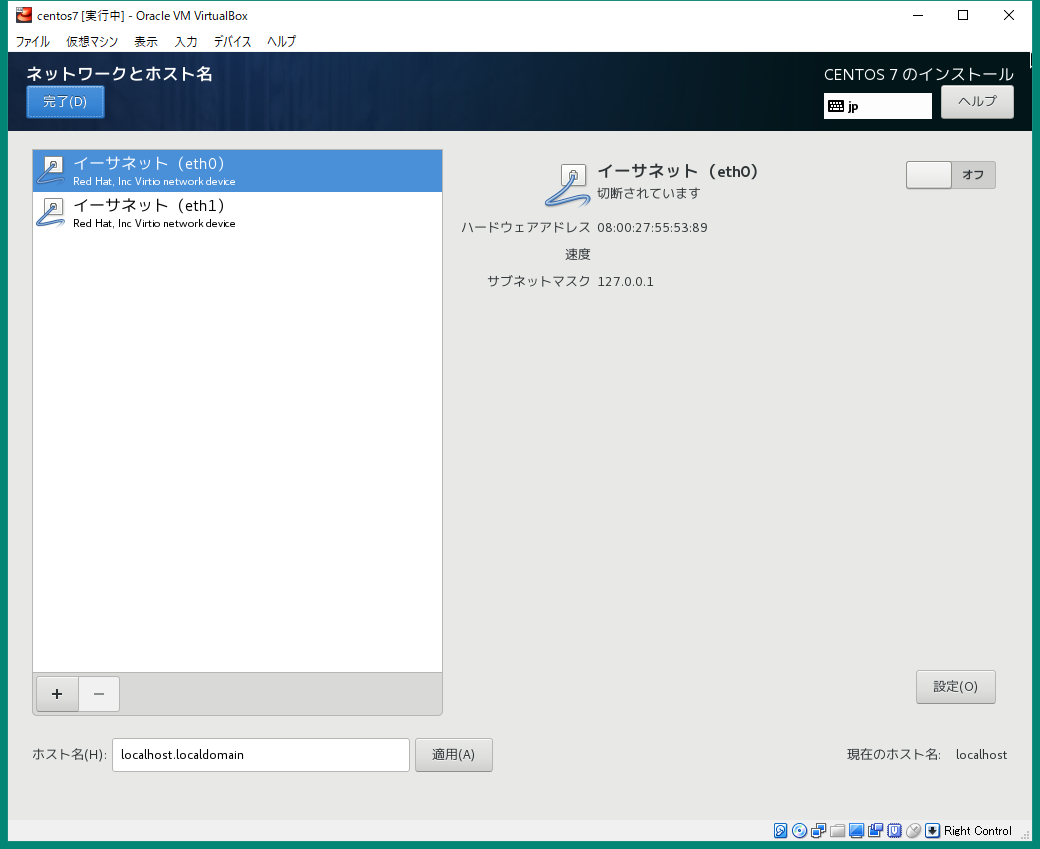 centos7 [実行中] - Oracle VM VirtualBox
ファイル 仮想マシン 表示 入力 デバイス ヘルプ
ネットワークとホスト名
CENTOS 7 のインストール
完了(D)
jp
ヘルプ
イーサネット（eth0）
Red Hat, Inc Virtio network device
イーサネット（eth1）
Red Hat, Inc Virtio network device
イーサネット（eth0）
切断されています
オフ
ハードウェアアドレス 08:00:27:55:53:89
速度
サブネットマスク 127.0.0.1
+ −
設定(O)
ホスト名(H): localhost.localdomain 適用(A)
現在のホスト名: localhost
Right Control